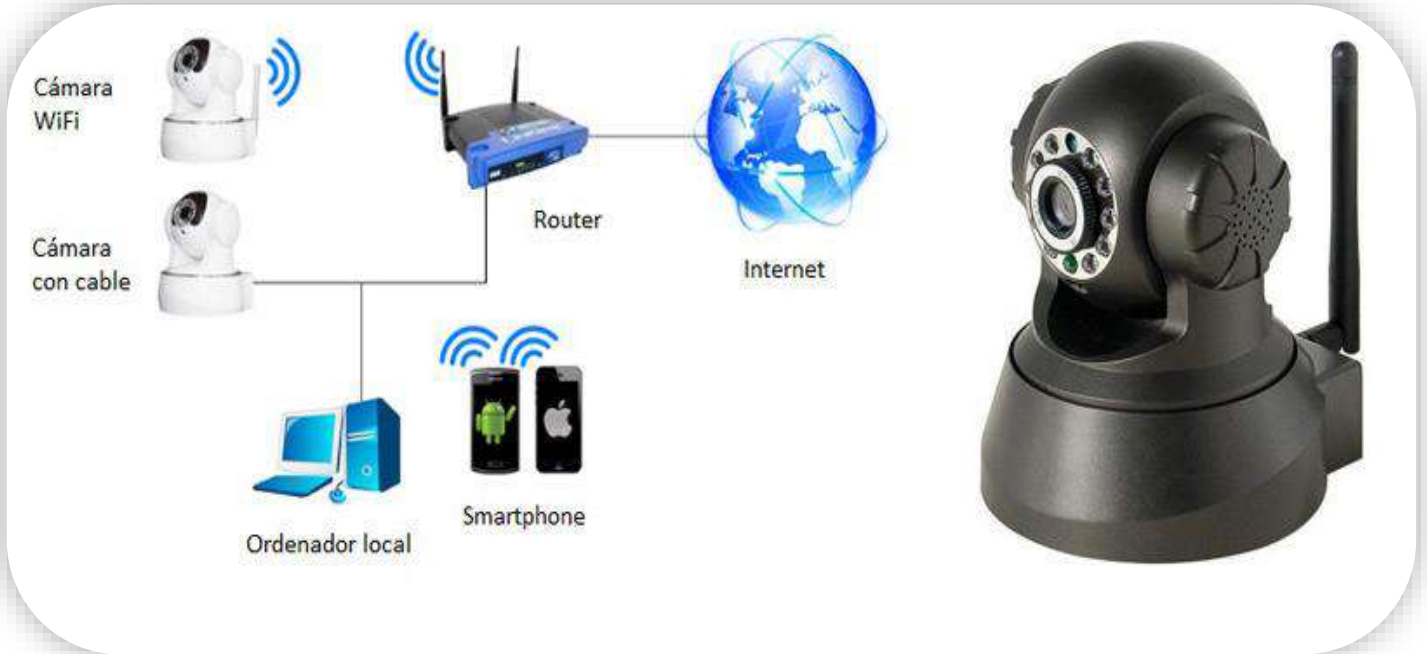 Cámara
WiFi
Cámara
con cable
Router
Internet
Smartphone
Ordenador local